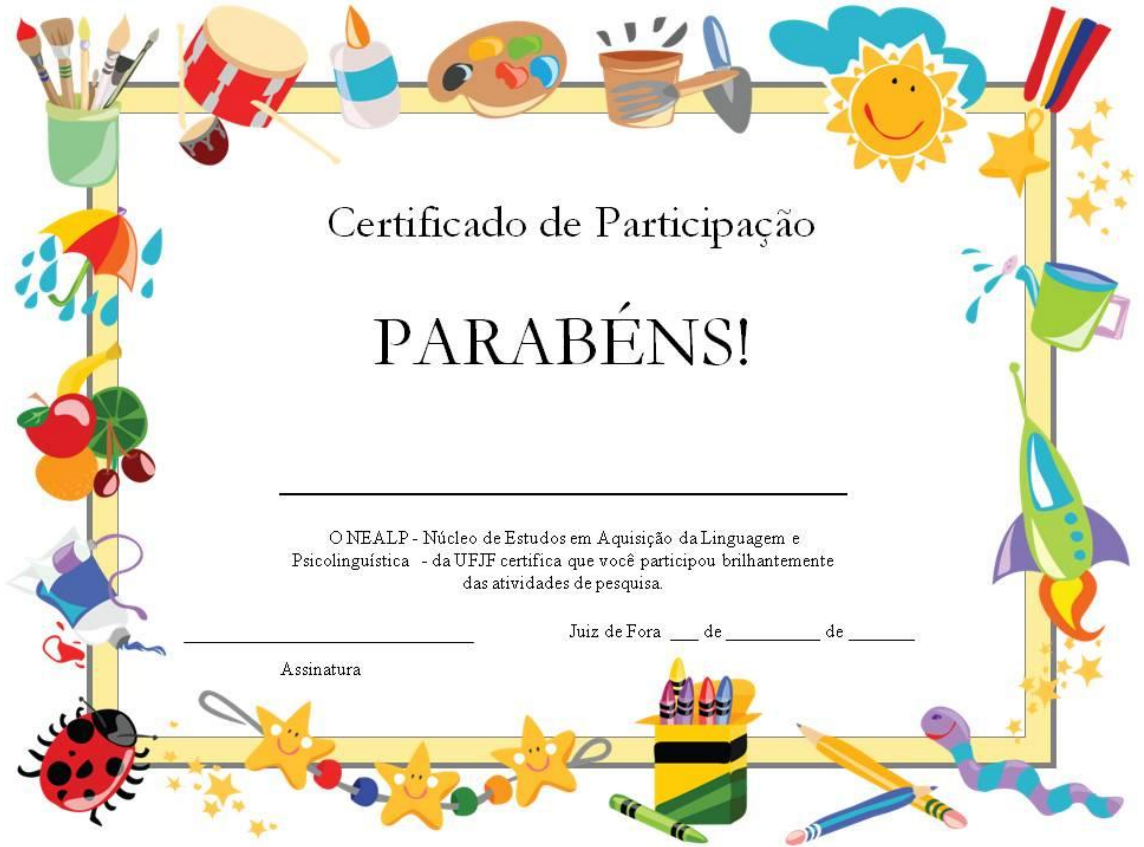 Certificado de Participação
PARABÉNS!
O NEALP - Núcleo de Estudos em Aquisição da Linguagem e
Psicolinguística - da UFJF certifica que você participou brilhantemente
das atividades de pesquisa.
Juiz de Fora ___ de __________ de _______
Assinatura